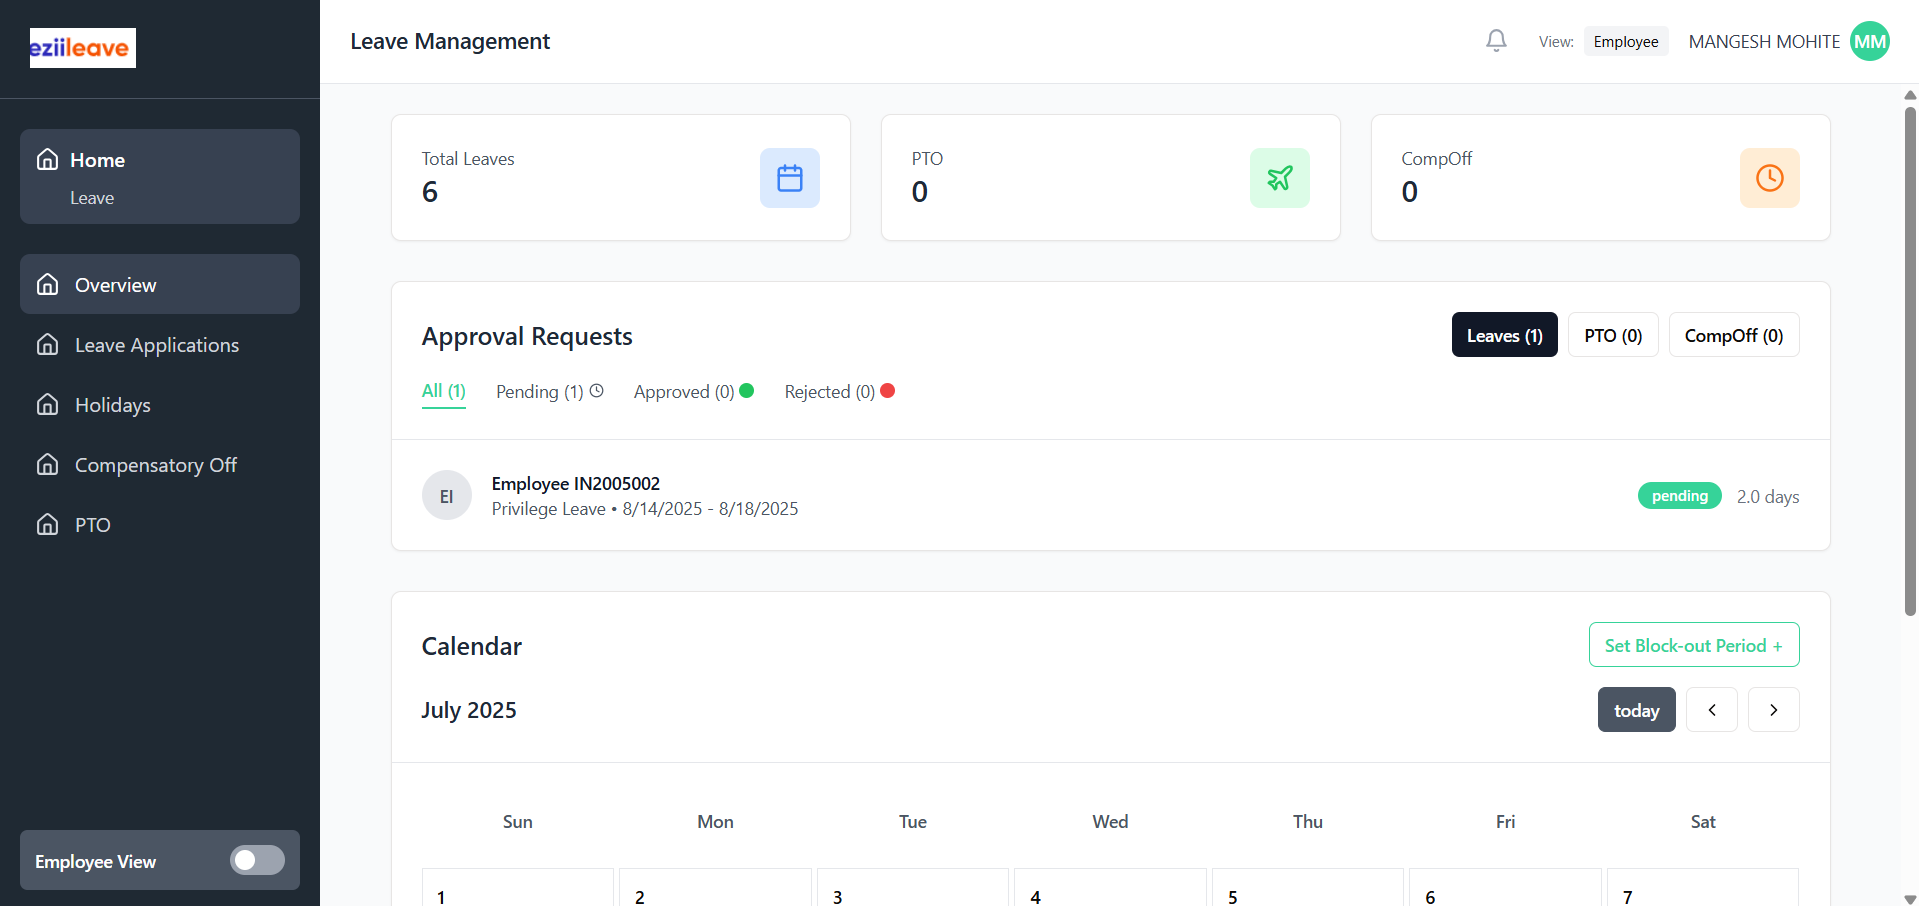 eziileave
Home
Leave
Overview
Leave Applications
Holidays
Compensatory Off
PTO
Employee View
Leave Management
View: Employee MANGESH MOHITE MM
Total Leaves
6
PTO
0
CompOff
0
Approval Requests
Leaves (1) PTO (0) CompOff (0)
All (1) Pending (1) Approved (0) Rejected (0)
EI
Employee IN2005002
Privilege Leave • 8/14/2025 - 8/18/2025
pending 2.0 days
Calendar
Set Block-out Period +
July 2025
today
Sun Mon Tue Wed Thu Fri Sat
1 2 3 4 5 6 7